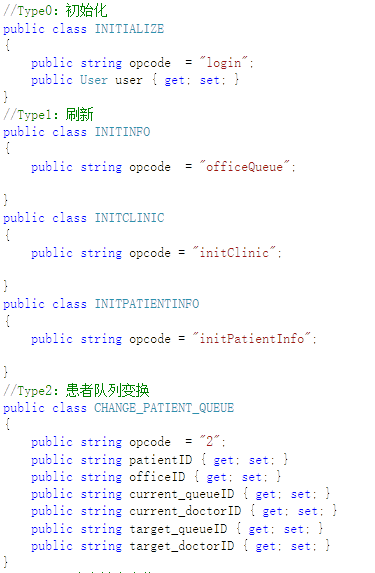 //Type0：初始化
public class INITIALIZE
{
    public string opcode  = "login";
    public User user { get; set; }
}
//Type1：刷新
public class INITINFO
{
    public string opcode  = "officeQueue";
}
public class INITCLINIC
{
    public string opcode = "initClinic";
}
public class INITPATIENTINFO
{
    public string opcode = "initPatientInfo";
}
//Type2：患者队列变换
public class CHANGE_PATIENT_QUEUE
{
    public string opcode  = "2";
    public string patientID { get; set; }
    public string officeID { get; set; }
    public string current_queueID { get; set; }
    public string current_doctorID { get; set; }
    public string target_queueID { get; set; }
    public string target_doctorID { get; set; }
}